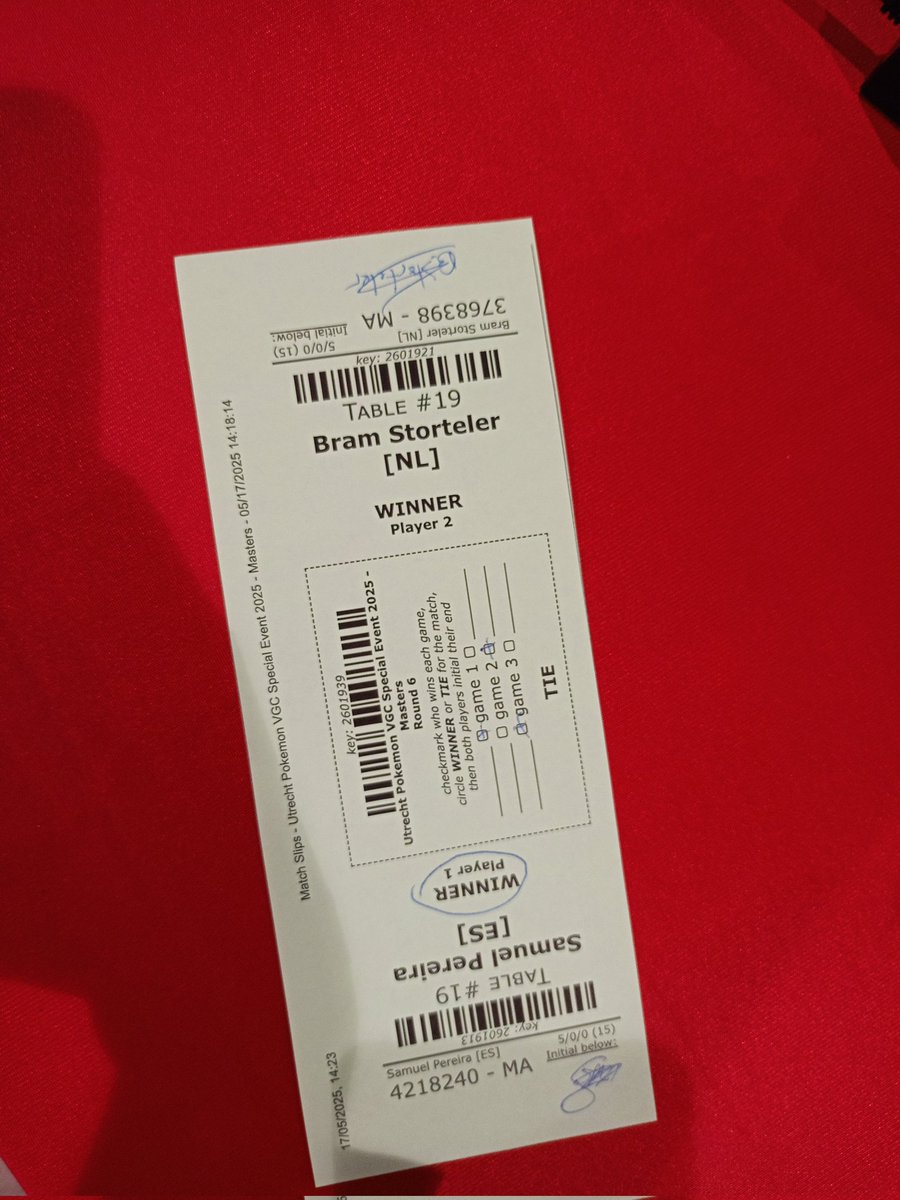 Match Slips - Utrecht Pokemon VGC Special Event 2025 - Masters - 05/17/2025 14:18:14
B. Storteler
3768398 - MA
Bram Storteler [NL]
5/0/0 (15)
Initial below:
key: 2601921
TABLE #19
Bram Storteler
[NL]
WINNER
Player 2
key: 2601939
Utrecht Pokemon VGC Special Event 2025 -
Masters
Round 6
checkmark who wins each game,
circle WINNER or TIE for the match,
then both players initial their end
game 1
game 2
game 3
TIE
WINNER
Player 1
Samuel Pereira
[ES]
TABLE #19
key: 2601913
Samuel Pereira [ES]
4218240 - MA
5/0/0 (15)
Initial below:
17/05/2025, 14:23